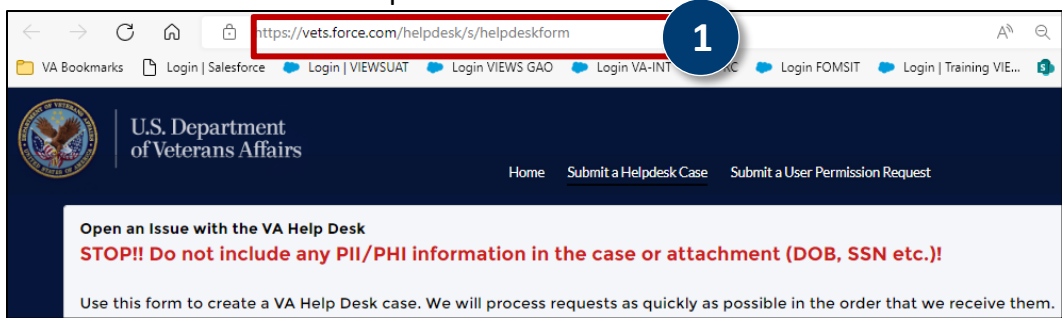 https://vets.force.com/helpdesk/s/helpdeskform
1
VA Bookmarks Login | Salesforce Login | VIEWSUAT Login VIEWS GAO Login VA-INT RC Login FOMSIT Login | Training VIE...
U.S. Department
of Veterans Affairs
Home Submit a Helpdesk Case Submit a User Permission Request
Open an Issue with the VA Help Desk
STOP!! Do not include any PII/PHI information in the case or attachment (DOB, SSN etc.)!
Use this form to create a VA Help Desk case. We will process requests as quickly as possible in the order that we receive them.